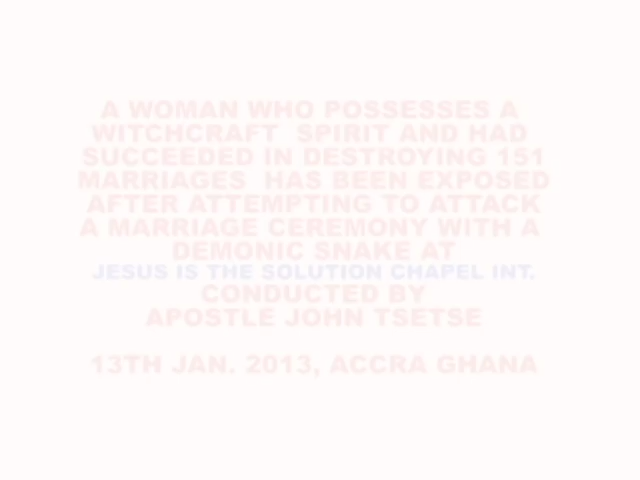 A WOMAN WHO POSSESSES A
WITCHCRAFT SPIRIT AND HAD
SUCCEEDED IN DESTROYING 151
MARRIAGES HAS BEEN EXPOSED
AFTER ATTEMPTING TO ATTACK
A MARRIAGE CEREMONY WITH A
DEMONIC SNAKE AT
JESUS IS THE SOLUTION CHAPEL INT.
CONDUCTED BY
APOSTLE JOHN TSETSE
13TH JAN. 2013, ACCRA GHANA